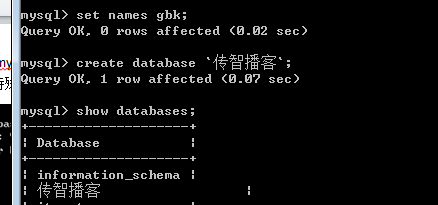 mysql> set names gbk;
Query OK, 0 rows affected (0.02 sec)
mysql> create database `传智播客`;
Query OK, 1 row affected (0.07 sec)
mysql> show databases;
+--------------------+
| Database           |
+--------------------+
| information_schema |
| 传智播客                   |